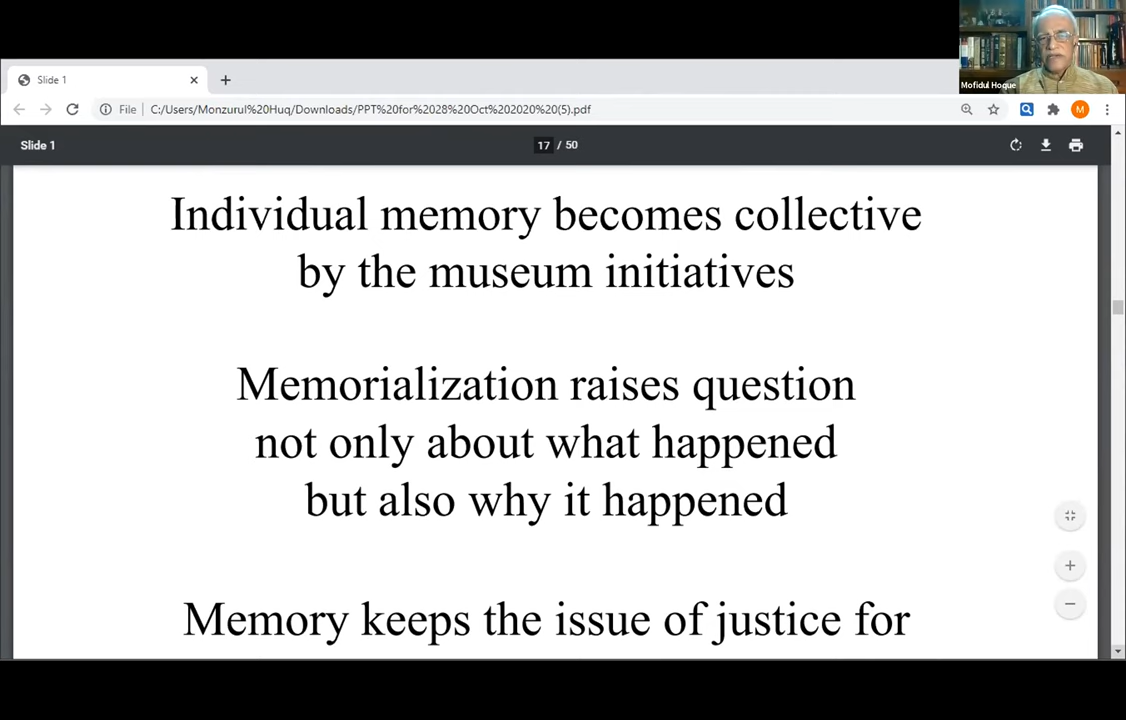 Mofidul Hoque
Slide 1
File C:/Users/Monzurul%20Huq/Downloads/PPT%20for%2028%20Oct%202020%20(5).pdf
M
Slide 1
17 / 50
Individual memory becomes collective
by the museum initiatives
Memorialization raises question
not only about what happened
but also why it happened
Memory keeps the issue of justice for